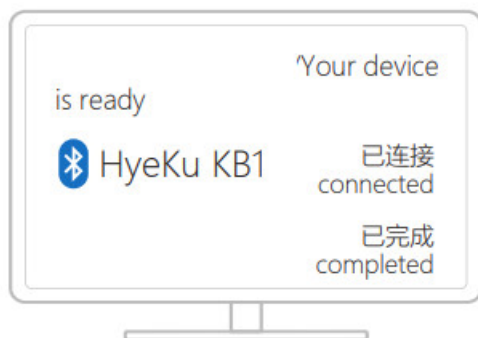 'Your device
is ready
HyeKu KB1
已连接
connected
已完成
completed